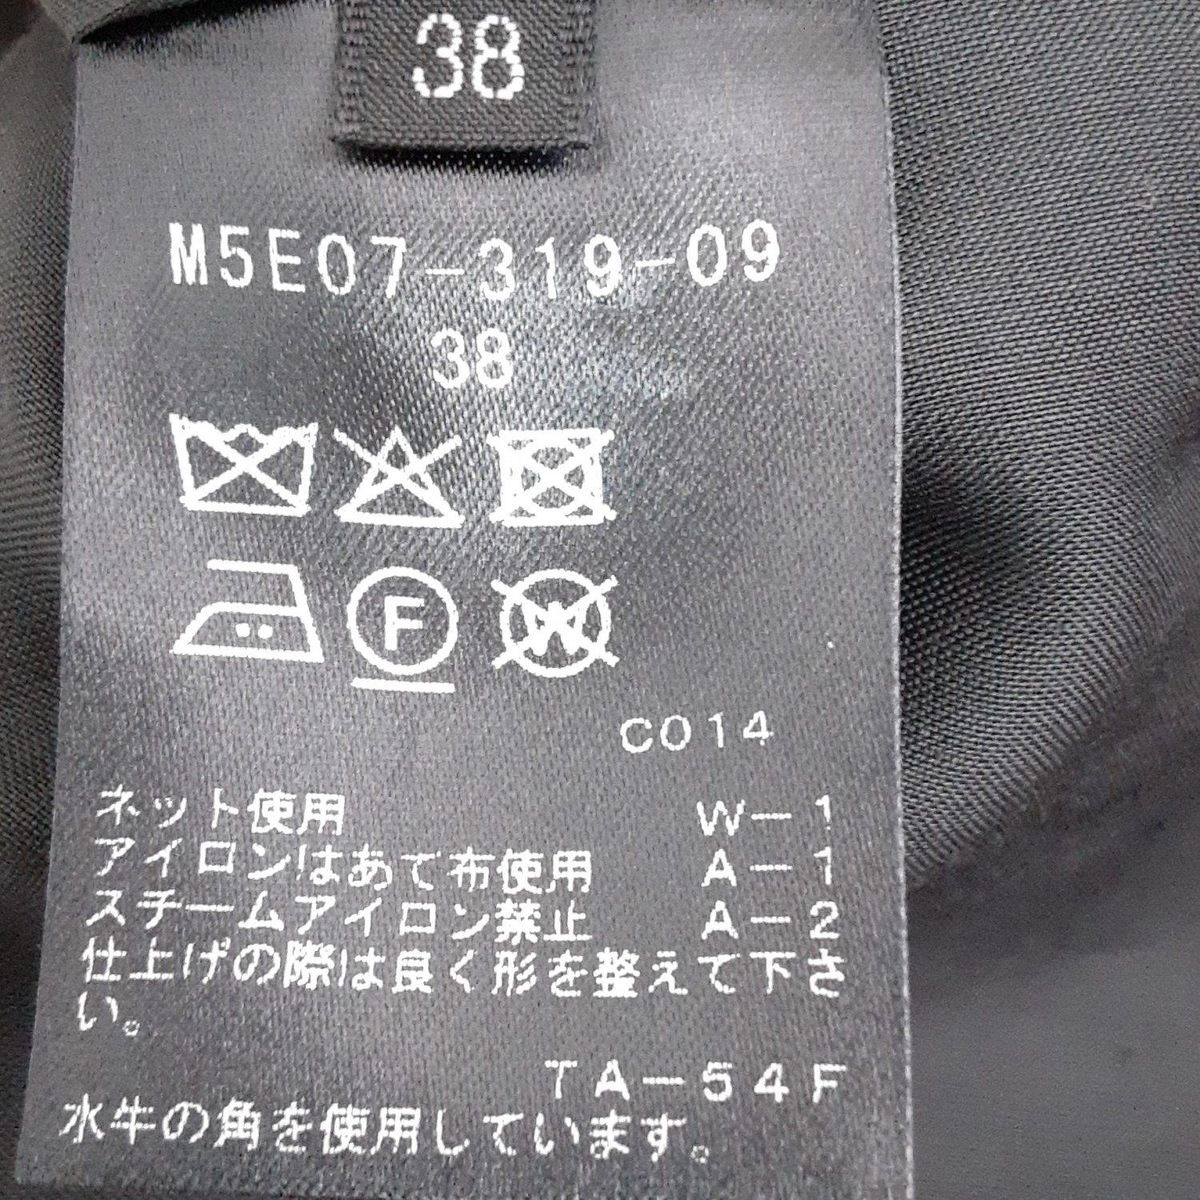 38
M5E07-319-09
38
F W
C014
ネット使用 W-1
アイロンはあて布使用 A-1
スチームアイロン禁止 A-2
仕上げの際は良く形を整えて下さ
い。
TA-54F
水牛の角を使用しています。